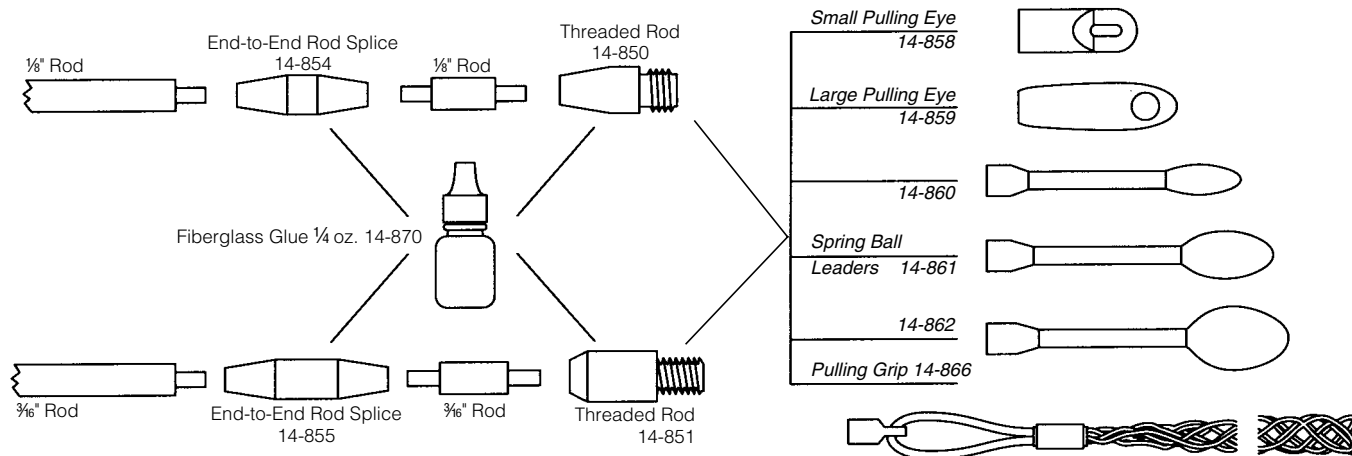 Small Pulling Eye
14-858
End-to-End Rod Splice
14-854
Threaded Rod
14-850
⅛" Rod
⅛" Rod
Large Pulling Eye
14-859
14-860
Fiberglass Glue ¼ oz. 14-870
Spring Ball
Leaders 14-861
14-862
Pulling Grip 14-866
³⁄₁₆" Rod
End-to-End Rod Splice
14-855
³⁄₁₆" Rod
Threaded Rod
14-851